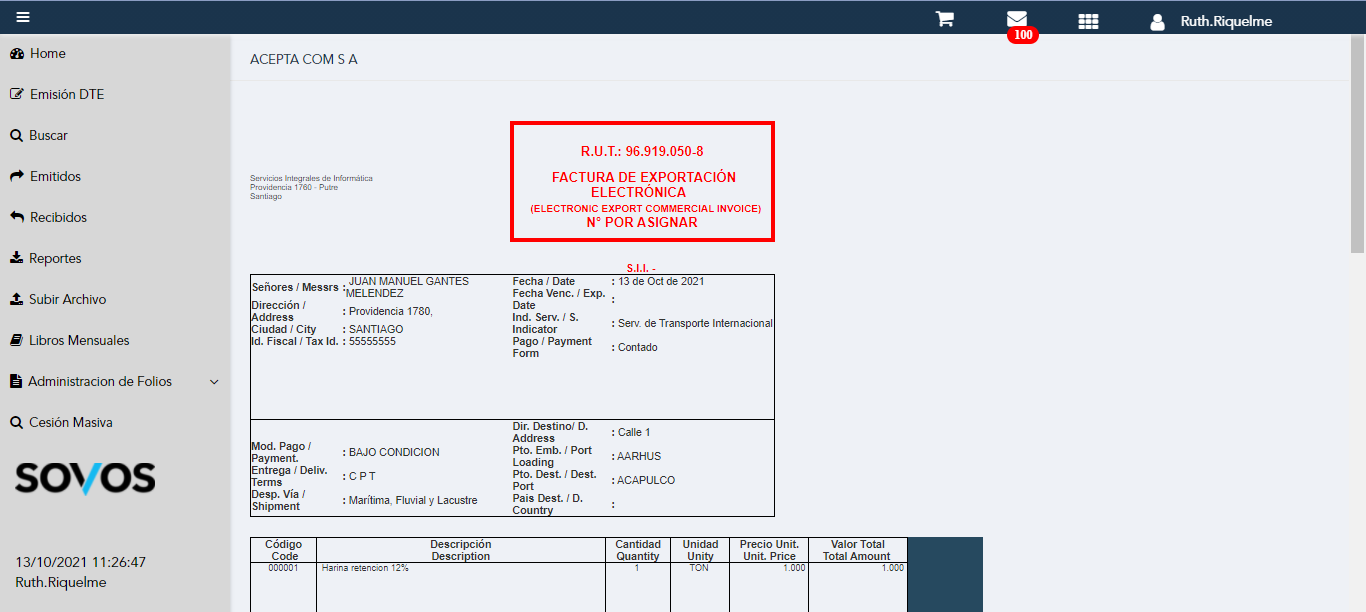 Ruth.Riquelme
100
Home
Emisión DTE
Buscar
Emitidos
Recibidos
Reportes
Subir Archivo
Libros Mensuales
Administracion de Folios
Cesión Masiva
SOVOS
13/10/2021 11:26:47
Ruth.Riquelme
ACEPTA COM S A
Servicios Integrales de Informática
Providencia 1760 - Putre
Santiago
R.U.T.: 96.919.050-8
FACTURA DE EXPORTACIÓN
ELECTRÓNICA
(ELECTRONIC EXPORT COMMERCIAL INVOICE)
N° POR ASIGNAR
S.I.I. -
Señores / Messrs : JUAN MANUEL GANTES
MELENDEZ
Dirección /
Address : Providencia 1780,
Ciudad / City : SANTIAGO
Id. Fiscal / Tax Id. : 55555555
Fecha / Date : 13 de Oct de 2021
Fecha Venc. / Exp.
Date :
Ind. Serv. / S.
Indicator : Serv. de Transporte Internacional
Pago / Payment
Form : Contado
Mod. Pago /
Payment. : BAJO CONDICION
Entrega / Deliv.
Terms : C P T
Desp. Vía /
Shipment : Marítima, Fluvial y Lacustre
Dir. Destino/ D.
Address : Calle 1
Pto. Emb. / Port
Loading : AARHUS
Pto. Dest. / Dest.
Port : ACAPULCO
Pais Dest. / D.
Country :
Código Descripción Cantidad Unidad Precio Unit. Valor Total
Code Description Quantity Unity Unit. Price Total Amount
000001 Harina retencion 12% 1 TON 1.000 1.000